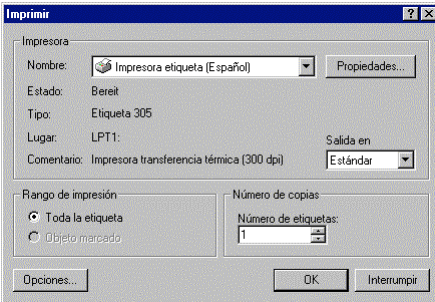 Imprimir
Impresora
Nombre: Impresora etiqueta (Español) Propiedades...
Estado: Bereit
Tipo: Etiqueta 305
Lugar: LPT1: Salida en
Comentario: Impresora transferencia térmica (300 dpi) Estándar
Rango de impresión Número de copias
Toda la etiqueta Número de etiquetas:
Objeto marcado 1
Opciones... OK Interrumpir